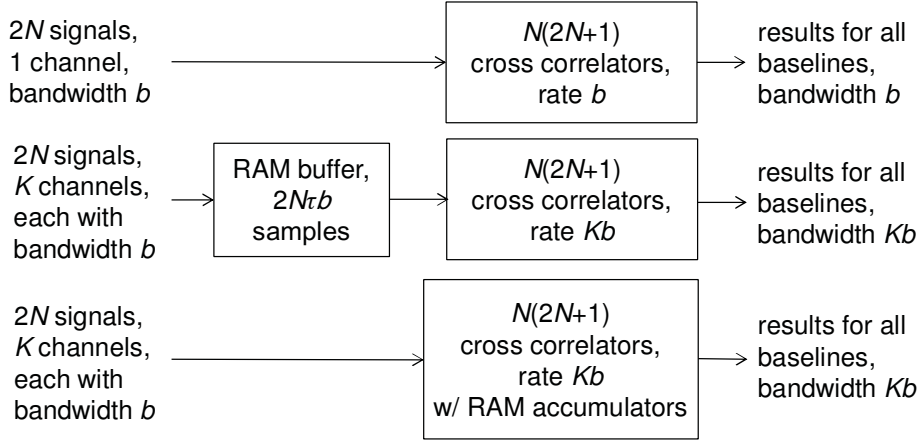 2N signals,
1 channel,
bandwidth b
N(2N+1)
cross correlators,
rate b
results for all
baselines,
bandwidth b
2N signals,
K channels,
each with
bandwidth b
RAM buffer,
2Nτb
samples
N(2N+1)
cross correlators,
rate Kb
results for all
baselines,
bandwidth Kb
2N signals,
K channels,
each with
bandwidth b
N(2N+1)
cross correlators,
rate Kb
w/ RAM accumulators
results for all
baselines,
bandwidth Kb